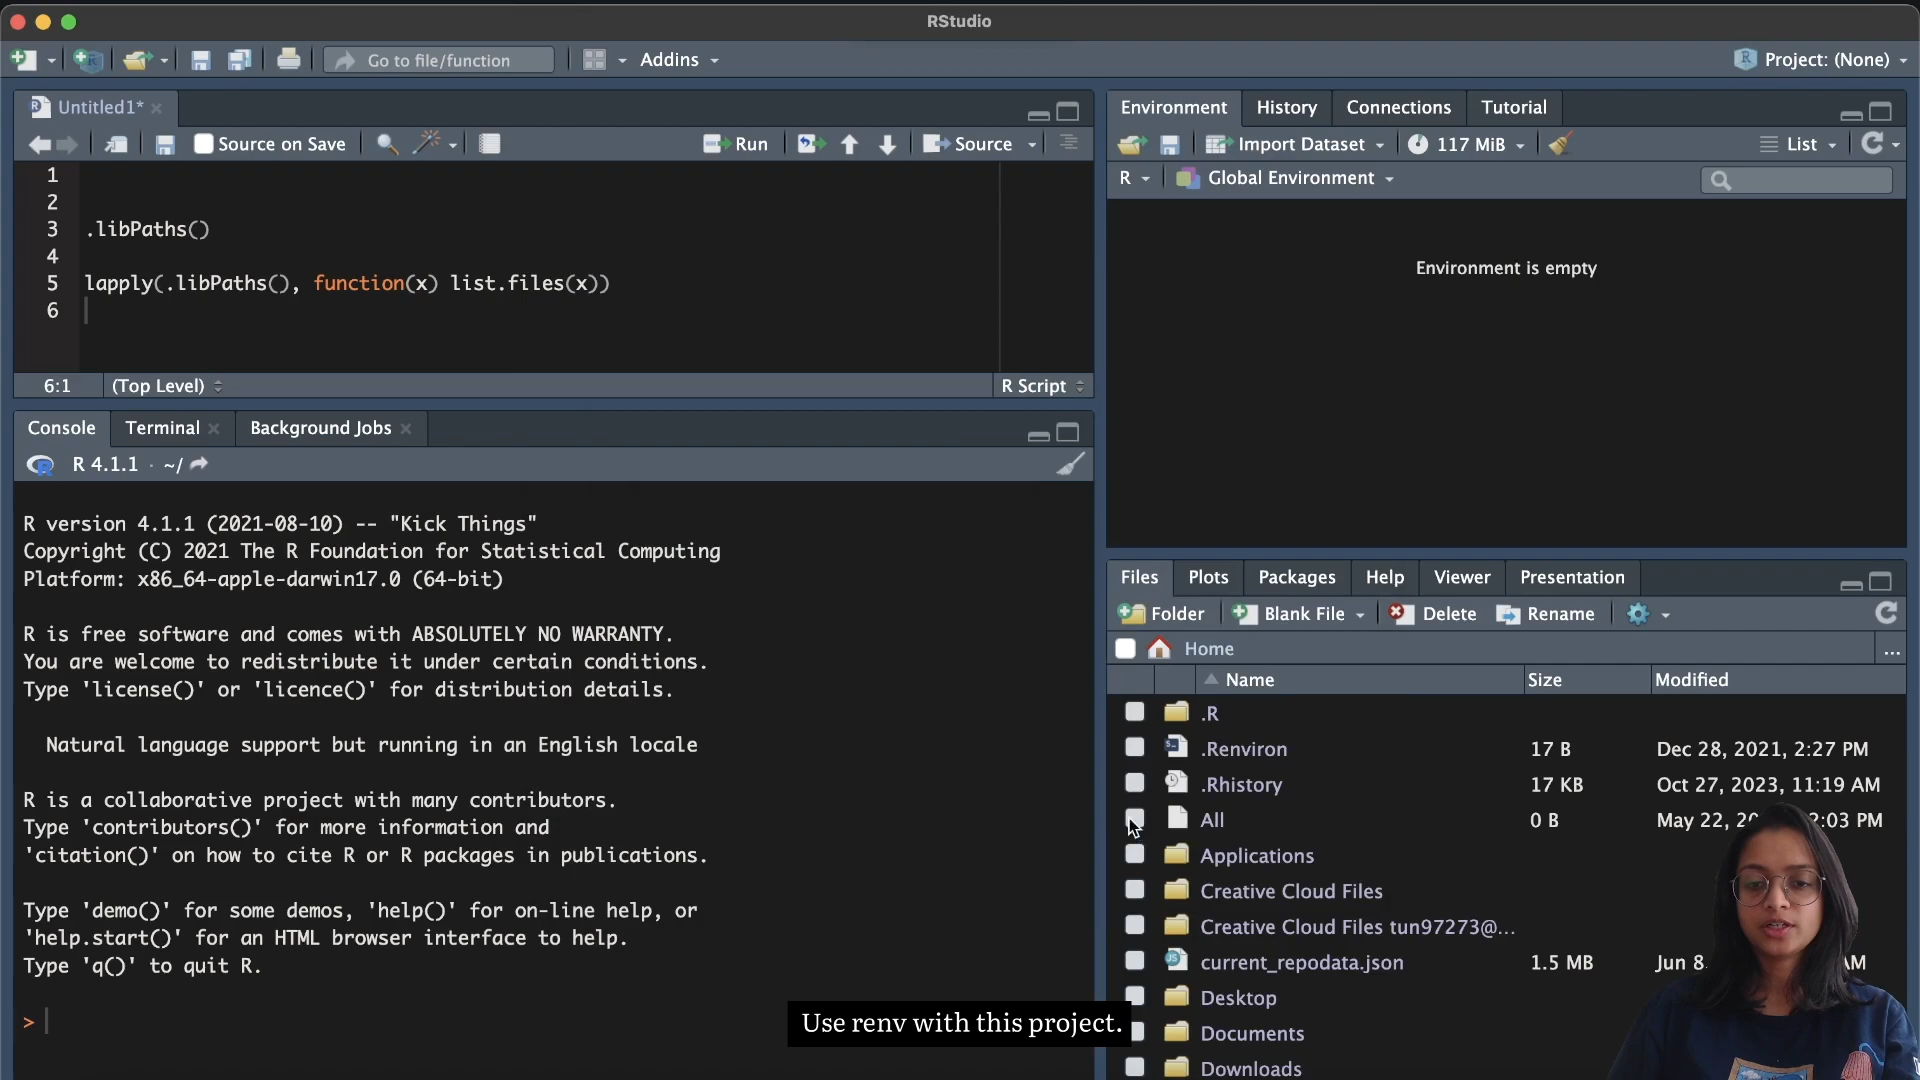 RStudio
Go to file/function
Addins
Project: (None)
Untitled1*
Source on Save
Run
Source
1
2
3 .libPaths()
4
5 lapply(.libPaths(), function(x) list.files(x))
6
6:1 (Top Level)
R Script
Console Terminal Background Jobs
R 4.1.1 · ~/
R version 4.1.1 (2021-08-10) -- "Kick Things"
Copyright (C) 2021 The R Foundation for Statistical Computing
Platform: x86_64-apple-darwin17.0 (64-bit)
R is free software and comes with ABSOLUTELY NO WARRANTY.
You are welcome to redistribute it under certain conditions.
Type 'license()' or 'licence()' for distribution details.
Natural language support but running in an English locale
R is a collaborative project with many contributors.
Type 'contributors()' for more information and
'citation()' on how to cite R or R packages in publications.
Type 'demo()' for some demos, 'help()' for on-line help, or
'help.start()' for an HTML browser interface to help.
Type 'q()' to quit R.
>
Environment History Connections Tutorial
Import Dataset 117 MiB List
R Global Environment
Environment is empty
Files Plots Packages Help Viewer Presentation
Folder Blank File Delete Rename
Home ...
Name Size Modified
.R
.Renviron 17 B Dec 28, 2021, 2:27 PM
.Rhistory 17 KB Oct 27, 2023, 11:19 AM
All 0 B May 22, PM
Applications
Creative Cloud Files
Creative Cloud Files tun97273@...
current_repodata.json 1.5 MB Jun
Desktop
Documents
Downloads
Use renv with this project.